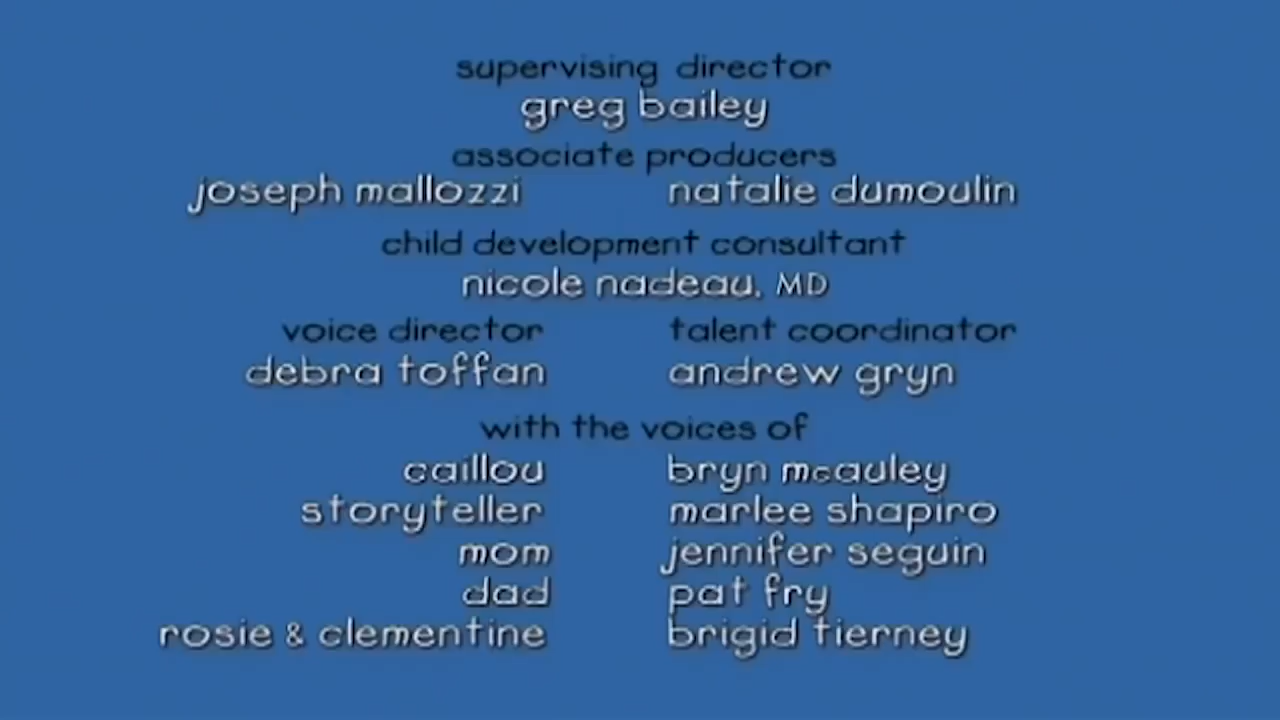 supervising director
greg bailey
associate producers
joseph mallozzi natalie dumoulin
child development consultant
nicole nadeau, MD
voice director talent coordinator
debra toffan andrew gryn
with the voices of
caillou bryn mcauley
storyteller marlee shapiro
mom jennifer seguin
dad pat fry
rosie & clementine brigid tierney